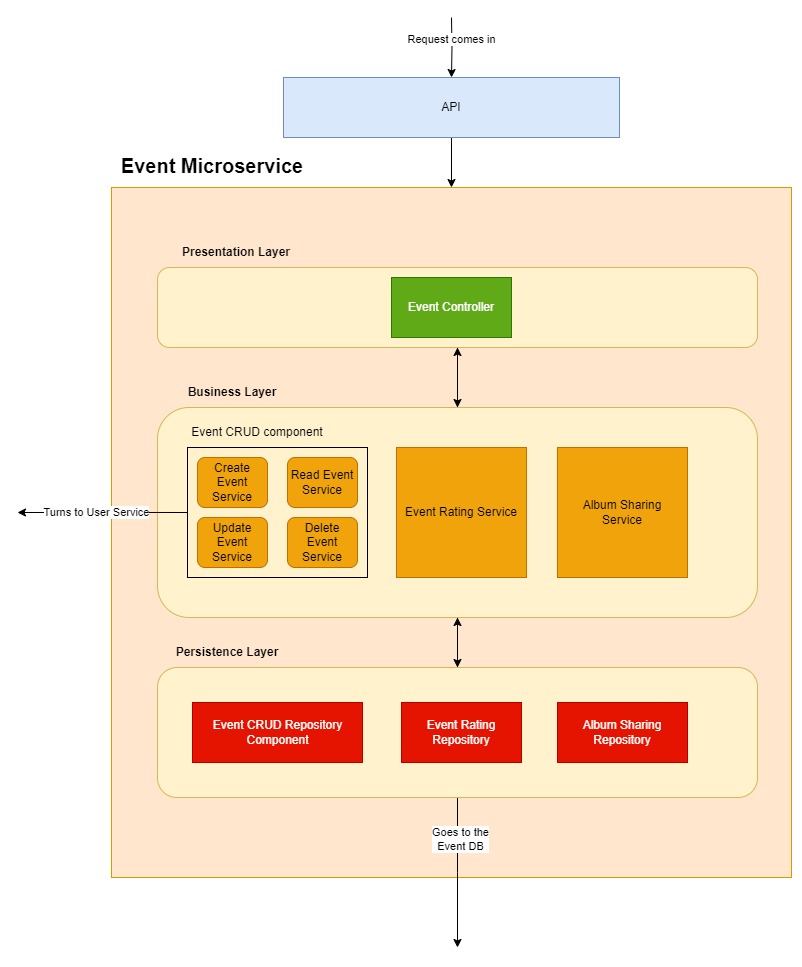 Request comes in
API
Event Microservice
Presentation Layer
Event Controller
Business Layer
Event CRUD component
Create
Event
Service
Read Event
Service
Update
Event
Service
Delete
Event
Service
Event Rating Service
Album Sharing
Service
Turns to User Service
Persistence Layer
Event CRUD Repository
Component
Event Rating
Repository
Album Sharing
Repository
Goes to the
Event DB